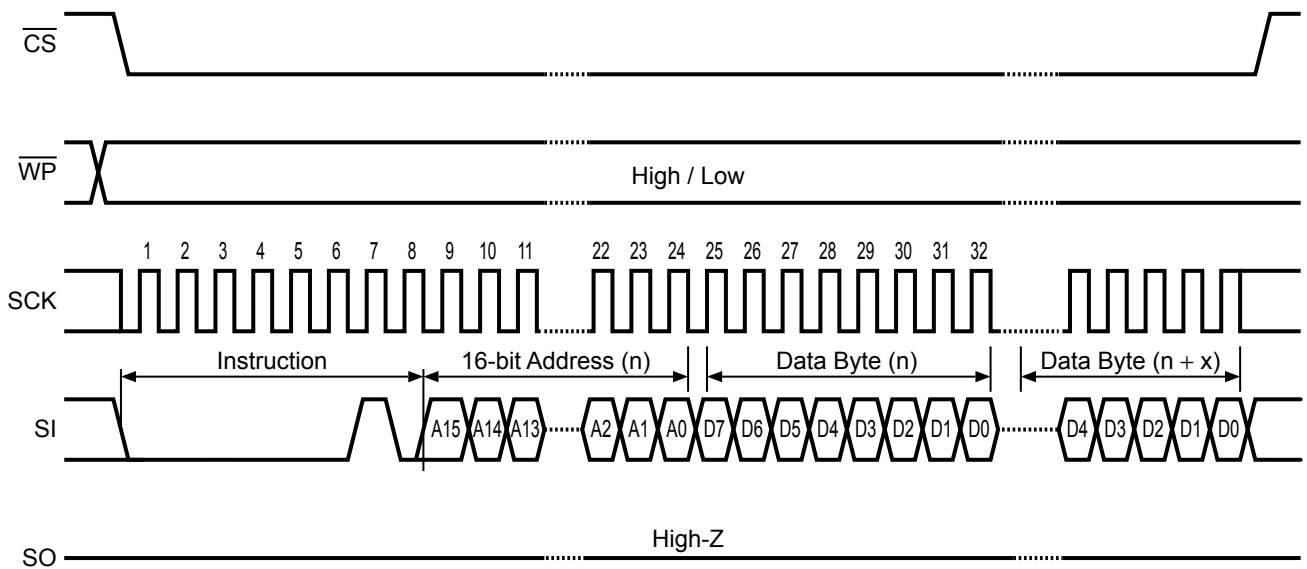 CS
WP
High / Low
1 2 3 4 5 6 7 8 9 10 11 22 23 24 25 26 27 28 29 30 31 32
SCK
Instruction 16-bit Address (n) Data Byte (n) Data Byte (n + x)
SI A15 A14 A13 A2 A1 A0 D7 D6 D5 D4 D3 D2 D1 D0 D4 D3 D2 D1 D0
High-Z
SO